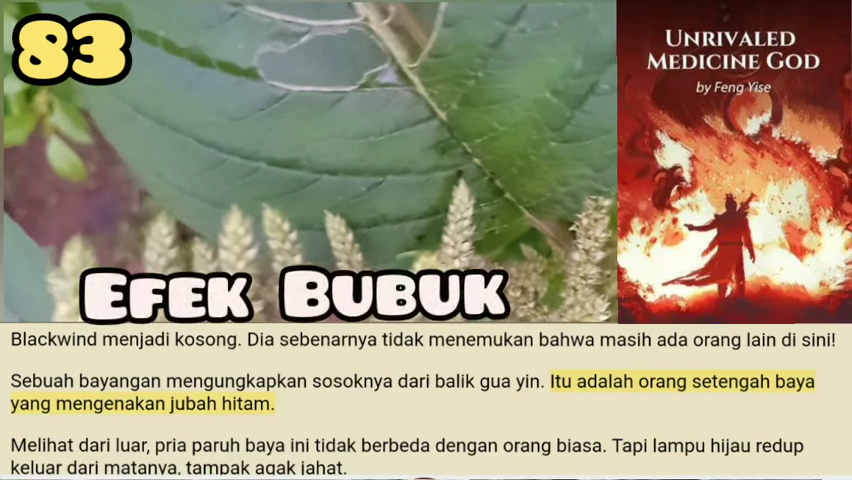 83
UNRIVALED
MEDICINE GOD
by Feng Yise
EFEK BUBUK
Blackwind menjadi kosong. Dia sebenarnya tidak menemukan bahwa masih ada orang lain di sini!
Sebuah bayangan mengungkapkan sosoknya dari balik gua yin. Itu adalah orang setengah baya
yang mengenakan jubah hitam.
Melihat dari luar, pria paruh baya ini tidak berbeda dengan orang biasa. Tapi lampu hijau redup
keluar dari matanya, tampak agak jahat.